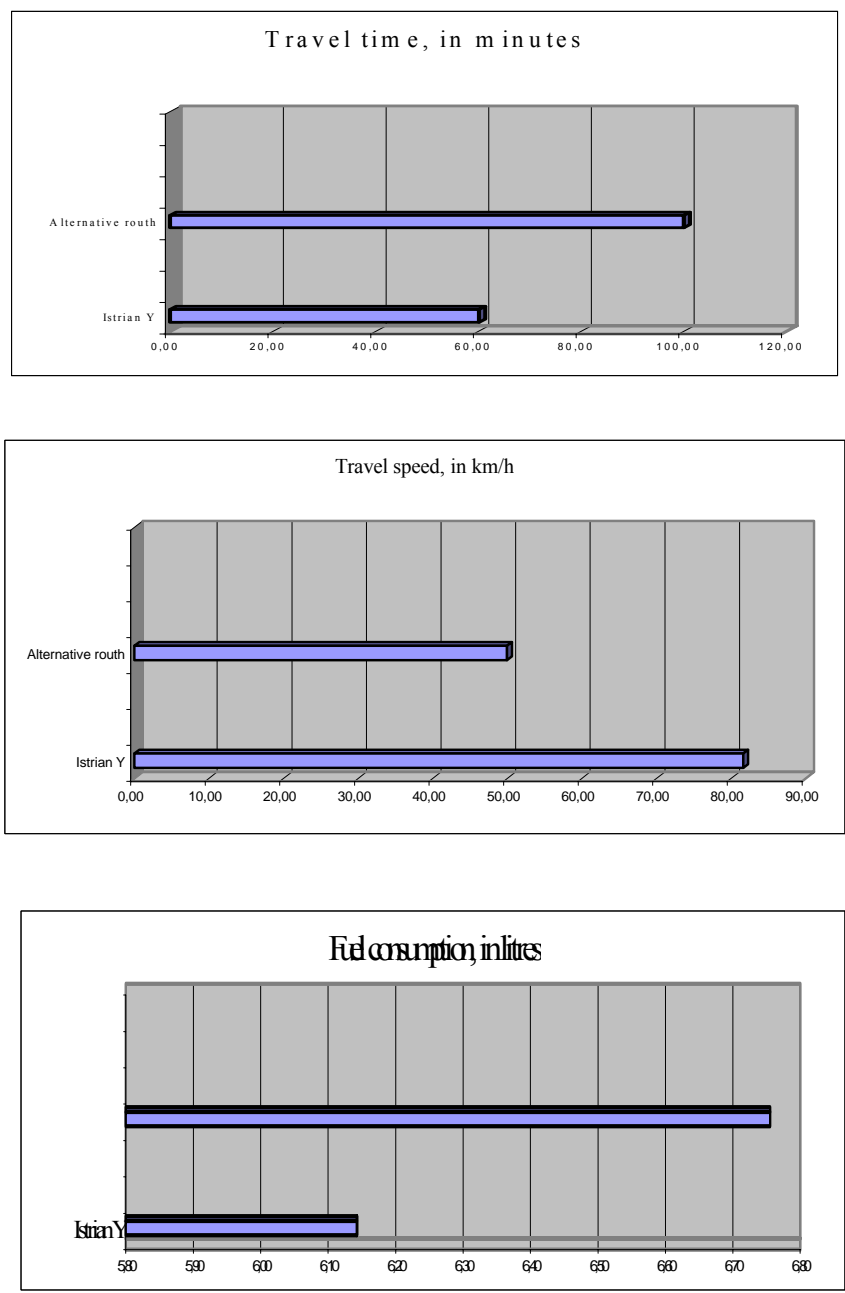 Travel time, in minutes
Alternative routh
Istrian Y
0,00 20,00 40,00 60,00 80,00 100,00 120,00
Travel speed, in km/h
Alternative routh
Istrian Y
0,00 10,00 20,00 30,00 40,00 50,00 60,00 70,00 80,00 90,00
Fuel consumption, in litres
Istrian Y
5,80 5,90 6,00 6,10 6,20 6,30 6,40 6,50 6,60 6,70 6,80